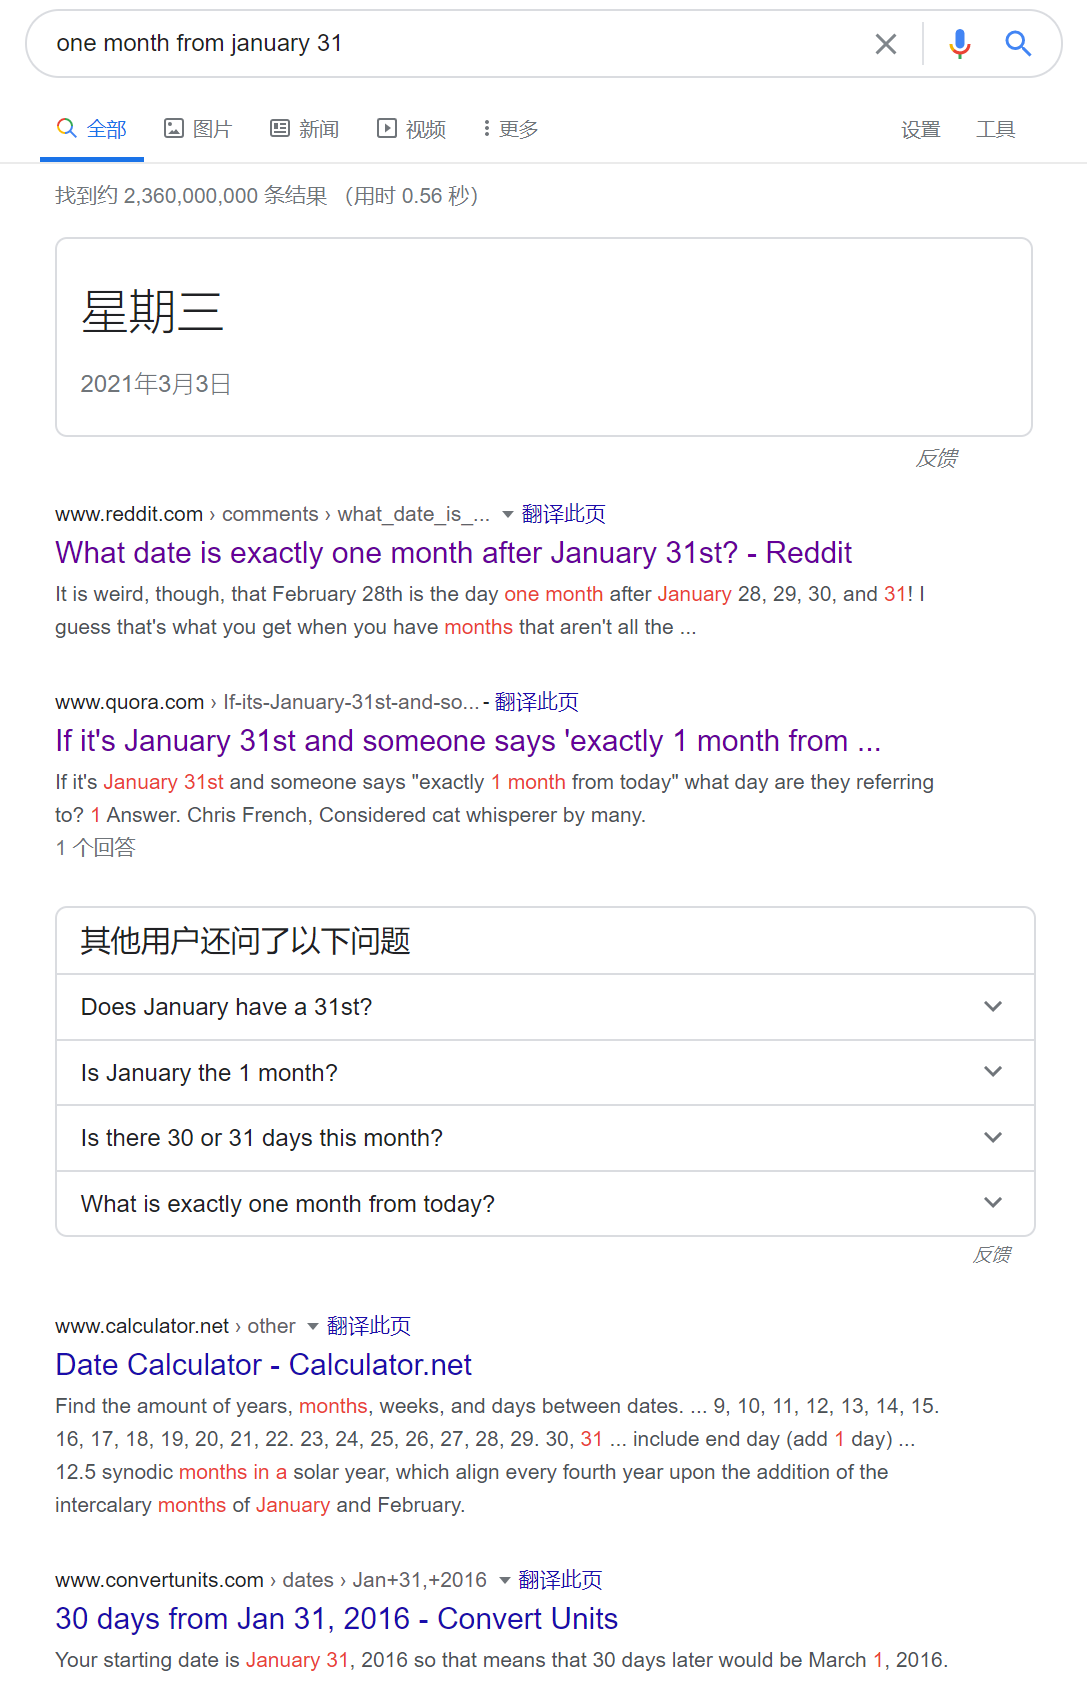 one month from january 31
全部 图片 新闻 视频 更多 设置 工具
找到约 2,360,000,000 条结果 （用时 0.56 秒）
星期三
2021年3月3日
反馈
www.reddit.com › comments › what_date_is_... 翻译此页
What date is exactly one month after January 31st? - Reddit
It is weird, though, that February 28th is the day one month after January 28, 29, 30, and 31! I
guess that's what you get when you have months that aren't all the ...
www.quora.com › If-its-January-31st-and-so... - 翻译此页
If it's January 31st and someone says 'exactly 1 month from ...
If it's January 31st and someone says "exactly 1 month from today" what day are they referring
to? 1 Answer. Chris French, Considered cat whisperer by many.
1 个回答
其他用户还问了以下问题
Does January have a 31st?
Is January the 1 month?
Is there 30 or 31 days this month?
What is exactly one month from today?
反馈
www.calculator.net › other 翻译此页
Date Calculator - Calculator.net
Find the amount of years, months, weeks, and days between dates. ... 9, 10, 11, 12, 13, 14, 15.
16, 17, 18, 19, 20, 21, 22. 23, 24, 25, 26, 27, 28, 29. 30, 31 ... include end day (add 1 day) ...
12.5 synodic months in a solar year, which align every fourth year upon the addition of the
intercalary months of January and February.
www.convertunits.com › dates › Jan+31,+2016 翻译此页
30 days from Jan 31, 2016 - Convert Units
Your starting date is January 31, 2016 so that means that 30 days later would be March 1, 2016.